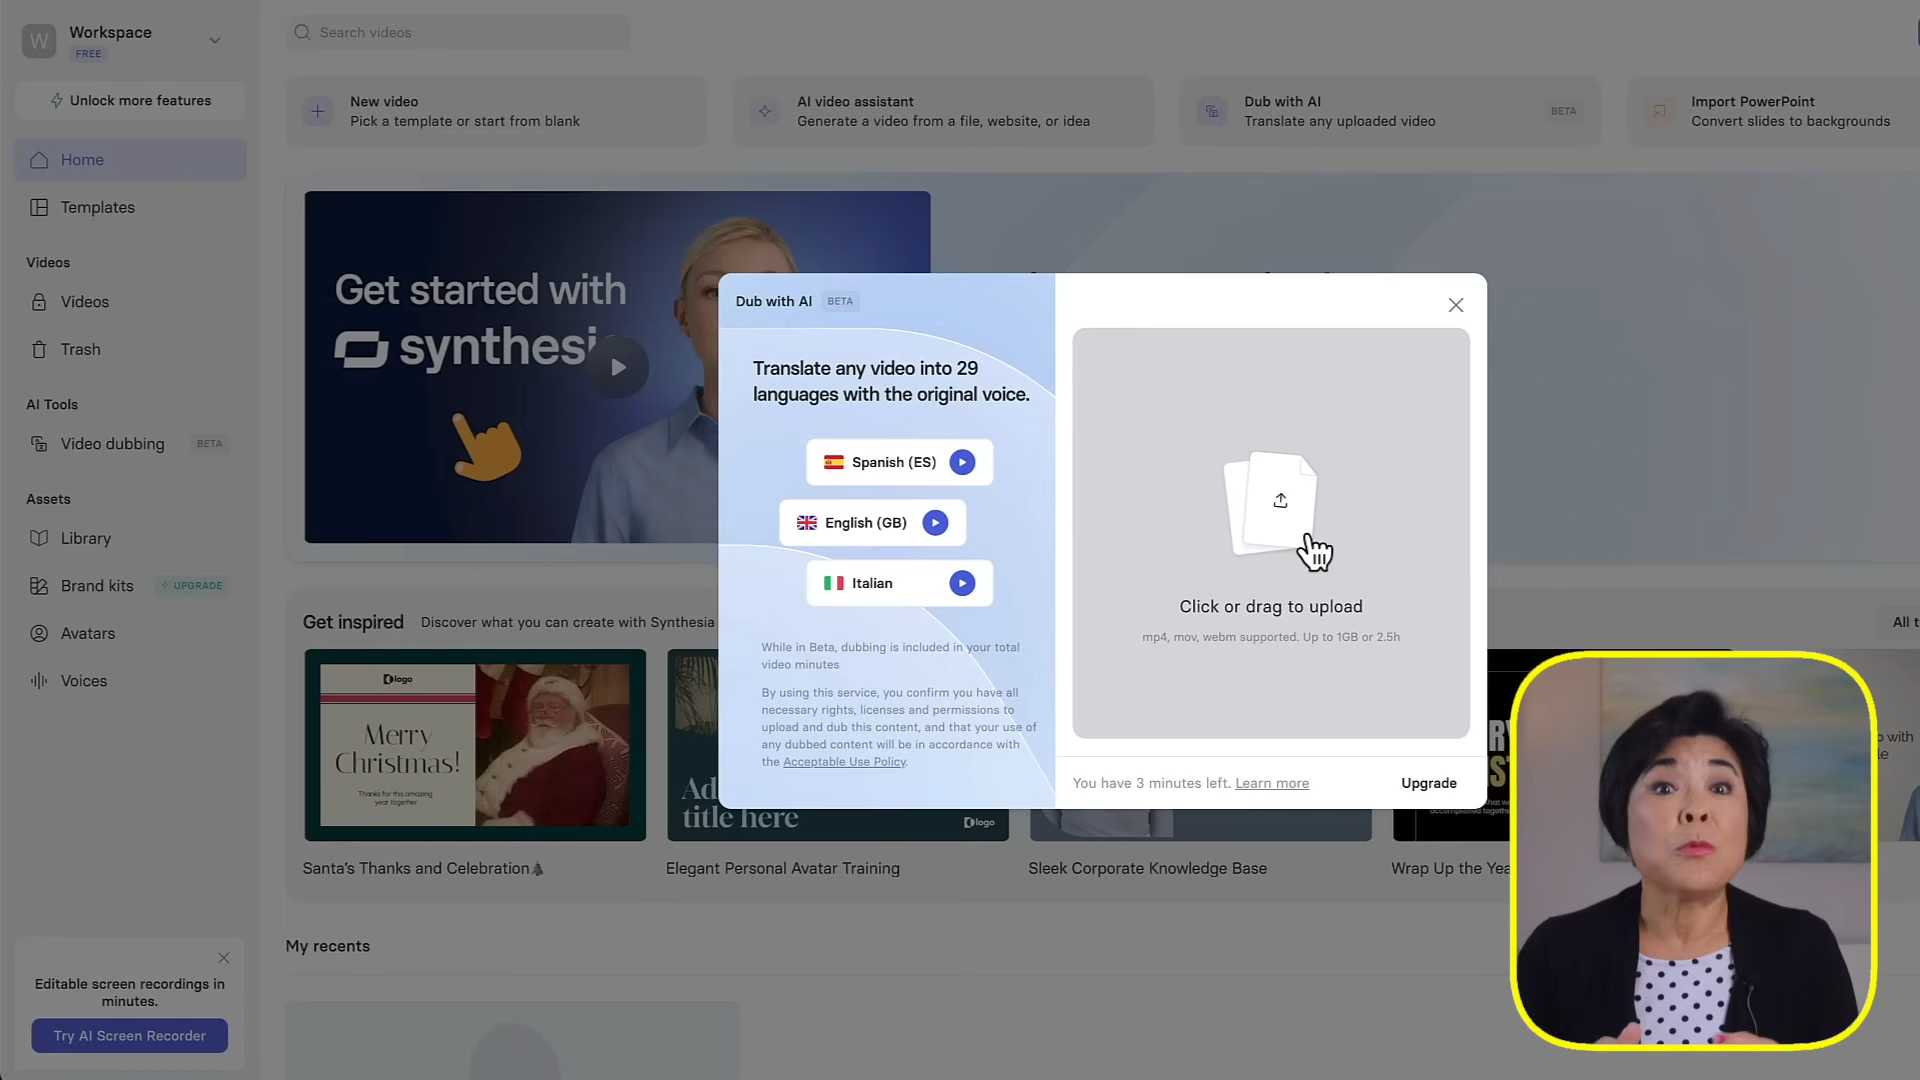 W
Workspace
FREE
Unlock more features
Home
Templates
Videos
Videos
Trash
AI Tools
Video dubbing BETA
Assets
Library
Brand kits UPGRADE
Avatars
Voices
Editable screen recordings in
minutes.
Try AI Screen Recorder
Search videos
New video
Pick a template or start from blank
AI video assistant
Generate a video from a file, website, or idea
Dub with AI
Translate any uploaded video
BETA
Import PowerPoint
Convert slides to backgrounds
Get started with
synthesi
Dub with AI BETA
Translate any video into 29
languages with the original voice.
Spanish (ES)
English (GB)
Italian
While in Beta, dubbing is included in your total
video minutes
By using this service, you confirm you have all
necessary rights, licenses and permissions to
upload and dub this content, and that your use of
any dubbed content will be in accordance with
the Acceptable Use Policy.
Click or drag to upload
mp4, mov, webm supported. Up to 1GB or 2.5h
You have 3 minutes left. Learn more
Upgrade
Get inspired Discover what you can create with Synthesia
All t
logo
Merry
Christmas!
Thanks for this amazing
year together
Ad
title here
logo
Santa's Thanks and Celebration🎄
Elegant Personal Avatar Training
Sleek Corporate Knowledge Base
Wrap Up the Yea
My recents